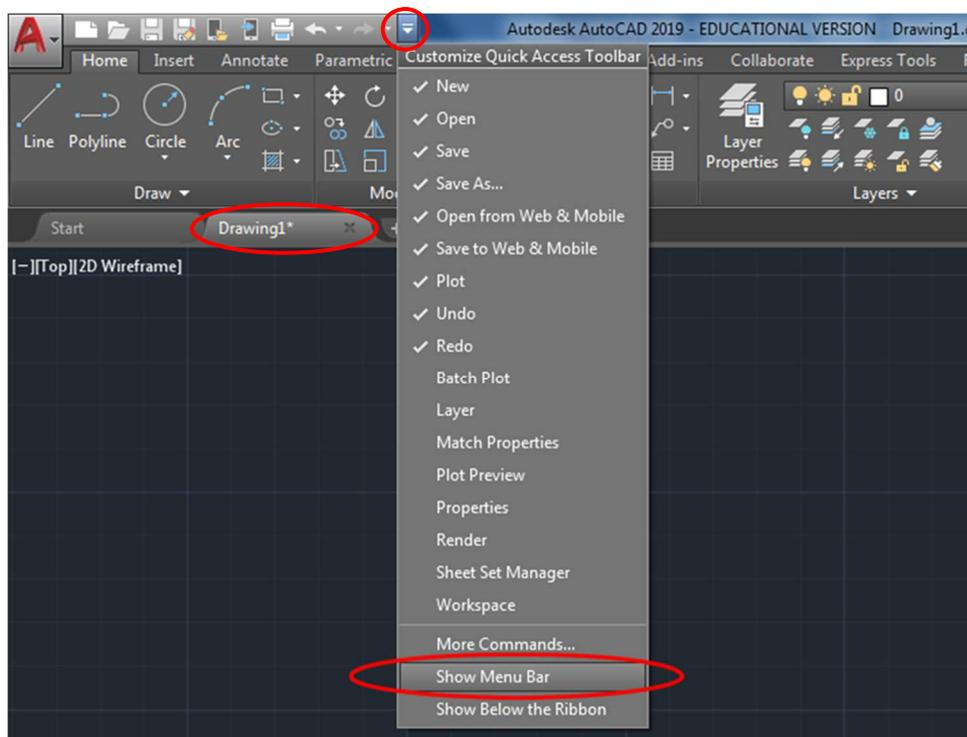 Autodesk AutoCAD 2019 - EDUCATIONAL VERSION Drawing1.
Home Insert Annotate Parametric Add-ins Collaborate Express Tools
Customize Quick Access Toolbar
New
Open
Save
Save As...
Open from Web & Mobile
Save to Web & Mobile
Plot
Undo
Redo
Batch Plot
Layer
Match Properties
Plot Preview
Properties
Render
Sheet Set Manager
Workspace
More Commands...
Show Menu Bar
Show Below the Ribbon
Line Polyline Circle Arc
Draw
Layer
Properties
0
Layers
Start Drawing1*
[−][Top][2D Wireframe]